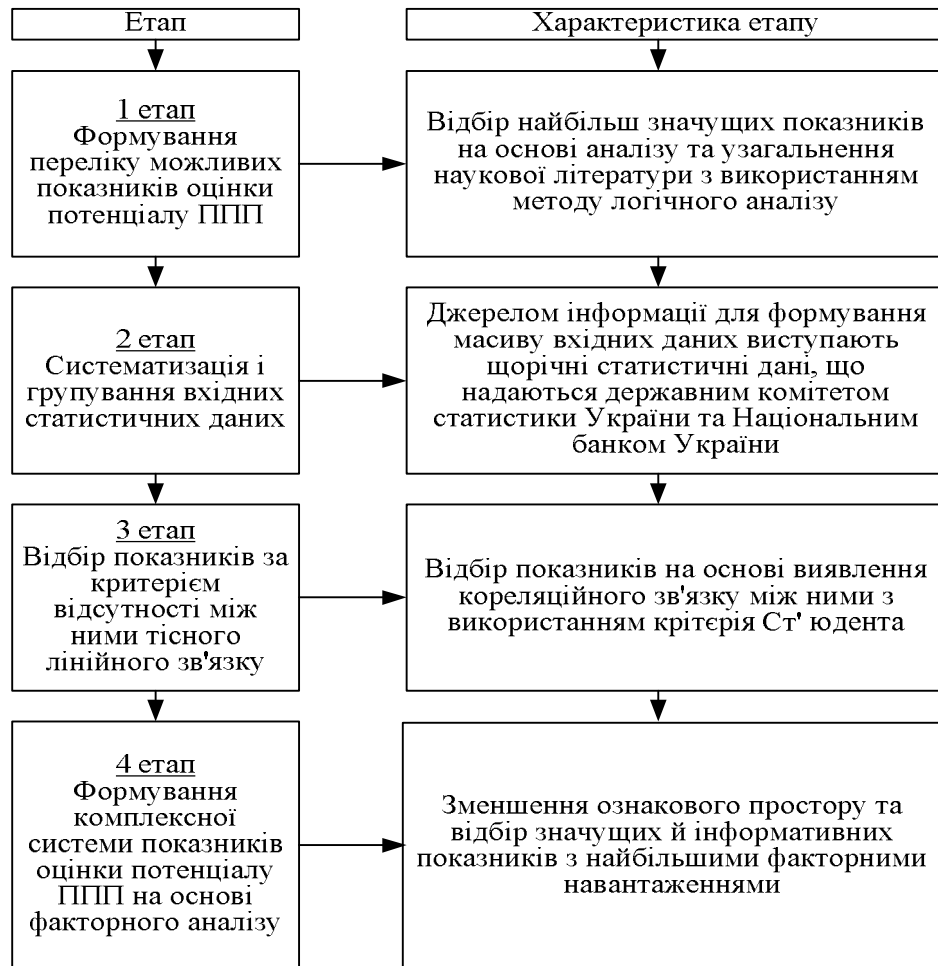 Етап
Характеристика етапу
1 етап
Формування
переліку можливих
показників оцінки
потенціалу ППП
Відбір найбільш значущих показників
на основі аналізу та узагальнення
наукової літератури з використанням
методу логічного аналізу
2 етап
Систематизація і
групування вхідних
статистичних даних
Джерелом інформації для формування
масиву вхідних даних виступають
щорічні статистичні дані, що
надаються державним комітетом
статистики України та Національним
банком України
3 етап
Відбір показників за
критерієм
відсутності між
ними тісного
лінійного зв'язку
Відбір показників на основі виявлення
кореляційного зв'язку між ними з
використанням крітєрія Ст' юдента
4 етап
Формування
комплексної
системи показників
оцінки потенціалу
ППП на основі
факторного аналізу
Зменшення ознакового простору та
відбір значущих й інформативних
показників з найбільшими факторними
навантаженнями